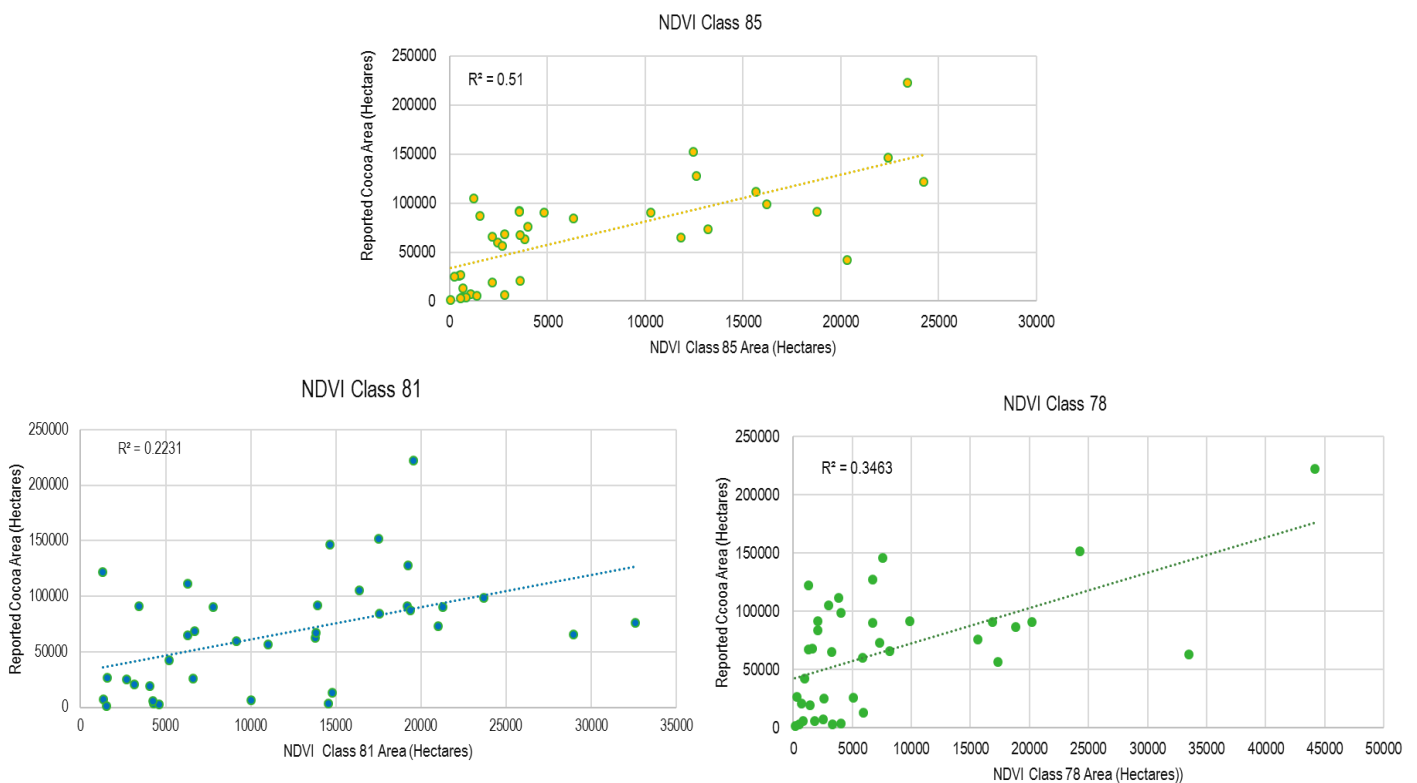 NDVI Class 85
Reported Cocoa Area (Hectares)
250000
200000
150000
100000
50000
0
R² = 0.51
0 5000 10000 15000 20000 25000 30000
NDVI Class 85 Area (Hectares)
NDVI Class 81
Reported Cocoa Area (Hectares)
250000
200000
150000
100000
50000
0
R² = 0.2231
0 5000 10000 15000 20000 25000 30000 35000
NDVI Class 81 Area (Hectares)
NDVI Class 78
Reported Cocoa Area (Hectares)
250000
200000
150000
100000
50000
0
R² = 0.3463
0 5000 10000 15000 20000 25000 30000 35000 40000 45000 50000
NDVI Class 78 Area (Hectares))